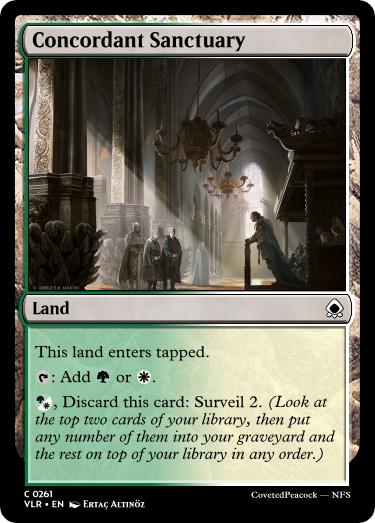 Concordant Sanctuary
© GEORGE R.R. MARTIN
Land
This land enters tapped.
: Add or .
, Discard this card: Surveil 2. (Look at
the top two cards of your library, then put
any number of them into your graveyard and
the rest on top of your library in any order.)
C 0261
VLR • EN Ertaç Altınöz
CovetedPeacock — NFS